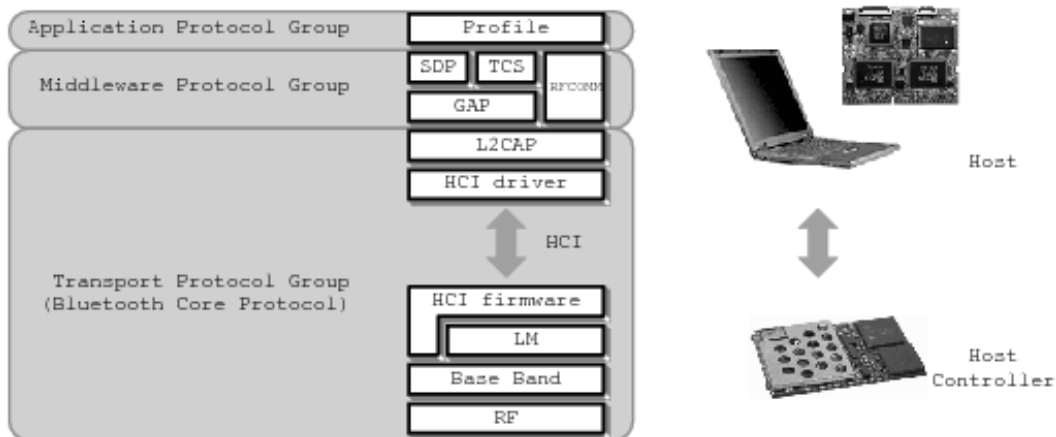 Application Protocol Group
Profile
Middleware Protocol Group
SDP
TCS
RFCOMM
GAP
L2CAP
HCI driver
HCI
Transport Protocol Group
(Bluetooth Core Protocol)
HCI firmware
LM
Base Band
RF
Host
Host
Controller